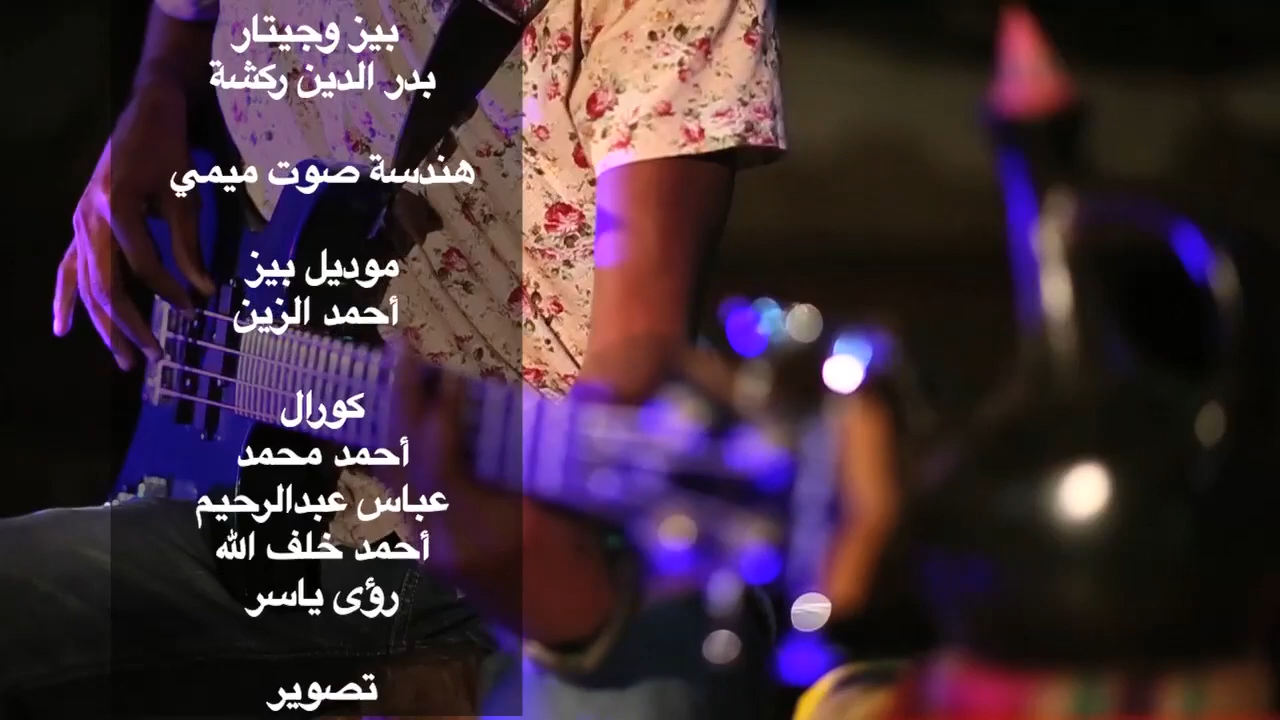 بيز وجيتار
بدر الدين ركشة
هندسة صوت ميمي
موديل بيز
أحمد الزين
كورال
أحمد محمد
عباس عبدالرحيم
أحمد خلف الله
رؤى ياسر
تصوير